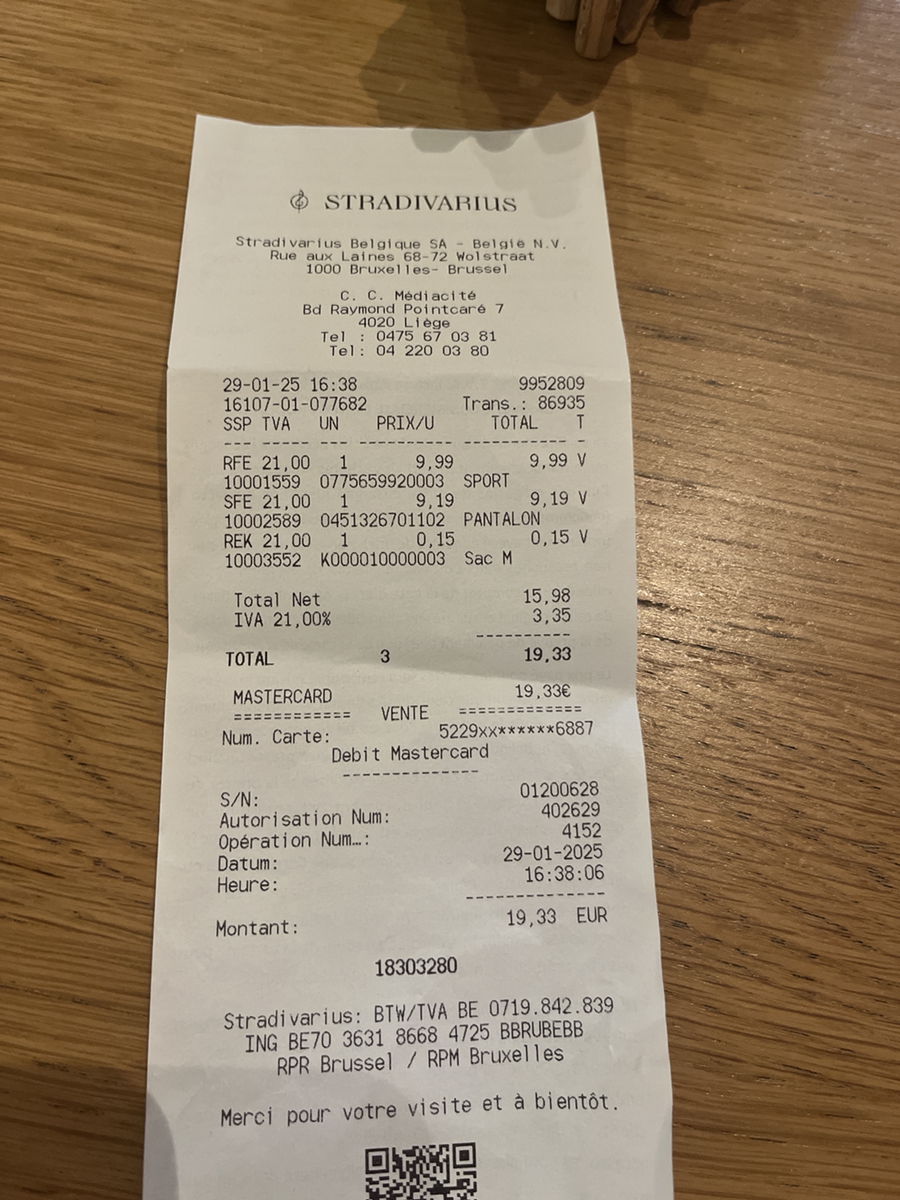 STRADIVARIUS
Stradivarius Belgique SA - België N.V.
Rue aux Laines 68-72 Wolstraat
1000 Bruxelles- Brussel
C. C. Médiacité
Bd Raymond Pointcaré 7
4020 Liège
Tel : 0475 67 03 81
Tel: 04 220 03 80
29-01-25 16:38 9952809
16107-01-077682 Trans.: 86935
SSP TVA UN PRIX/U TOTAL T
--- ----- --- ---------- ----------- -
RFE 21,00 1 9,99 9,99 V
10001559 0775659920003 SPORT
SFE 21,00 1 9,19 9,19 V
10002589 0451326701102 PANTALON
REK 21,00 1 0,15 0,15 V
10003552 K000010000003 Sac M
Total Net 15,98
IVA 21,00% 3,35
----------
TOTAL 3 19,33
MASTERCARD 19,33€
============ VENTE =============
Num. Carte: 5229xx******6887
Debit Mastercard
--------------
S/N: 01200628
Autorisation Num: 402629
Opération Num…: 4152
Datum: 29-01-2025
Heure: 16:38:06
--------------
Montant: 19,33 EUR
18303280
Stradivarius: BTW/TVA BE 0719.842.839
ING BE70 3631 8668 4725 BBRUBEBB
RPR Brussel / RPM Bruxelles
Merci pour votre visite et à bientôt.